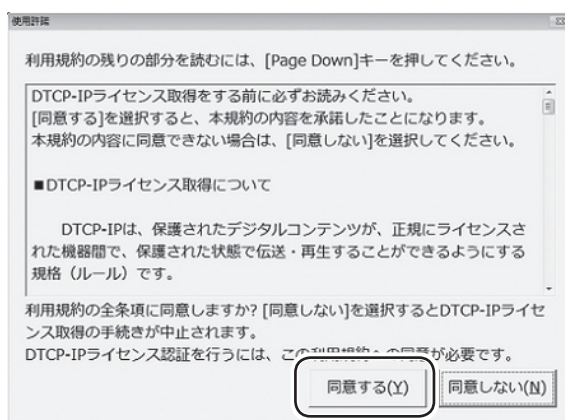 使用許諾
利用規約の残りの部分を読むには、[Page Down]キーを押してください。
DTCP-IPライセンス取得をする前に必ずお読みください。
[同意する]を選択すると、本規約の内容を承諾したことになります。
本規約の内容に同意できない場合は、[同意しない]を選択してください。
■DTCP-IPライセンス取得について
DTCP-IPは、保護されたデジタルコンテンツが、正規にライセンスさ
れた機器間で、保護された状態で伝送・再生することができるようにする
規格（ルール）です。
利用規約の全条項に同意しますか? [同意しない]を選択するとDTCP-IPライセ
ンス取得の手続きが中止されます。
DTCP-IPライセンス認証を行うには、この利用規約への同意が必要です。
同意する(Y) 同意しない(N)